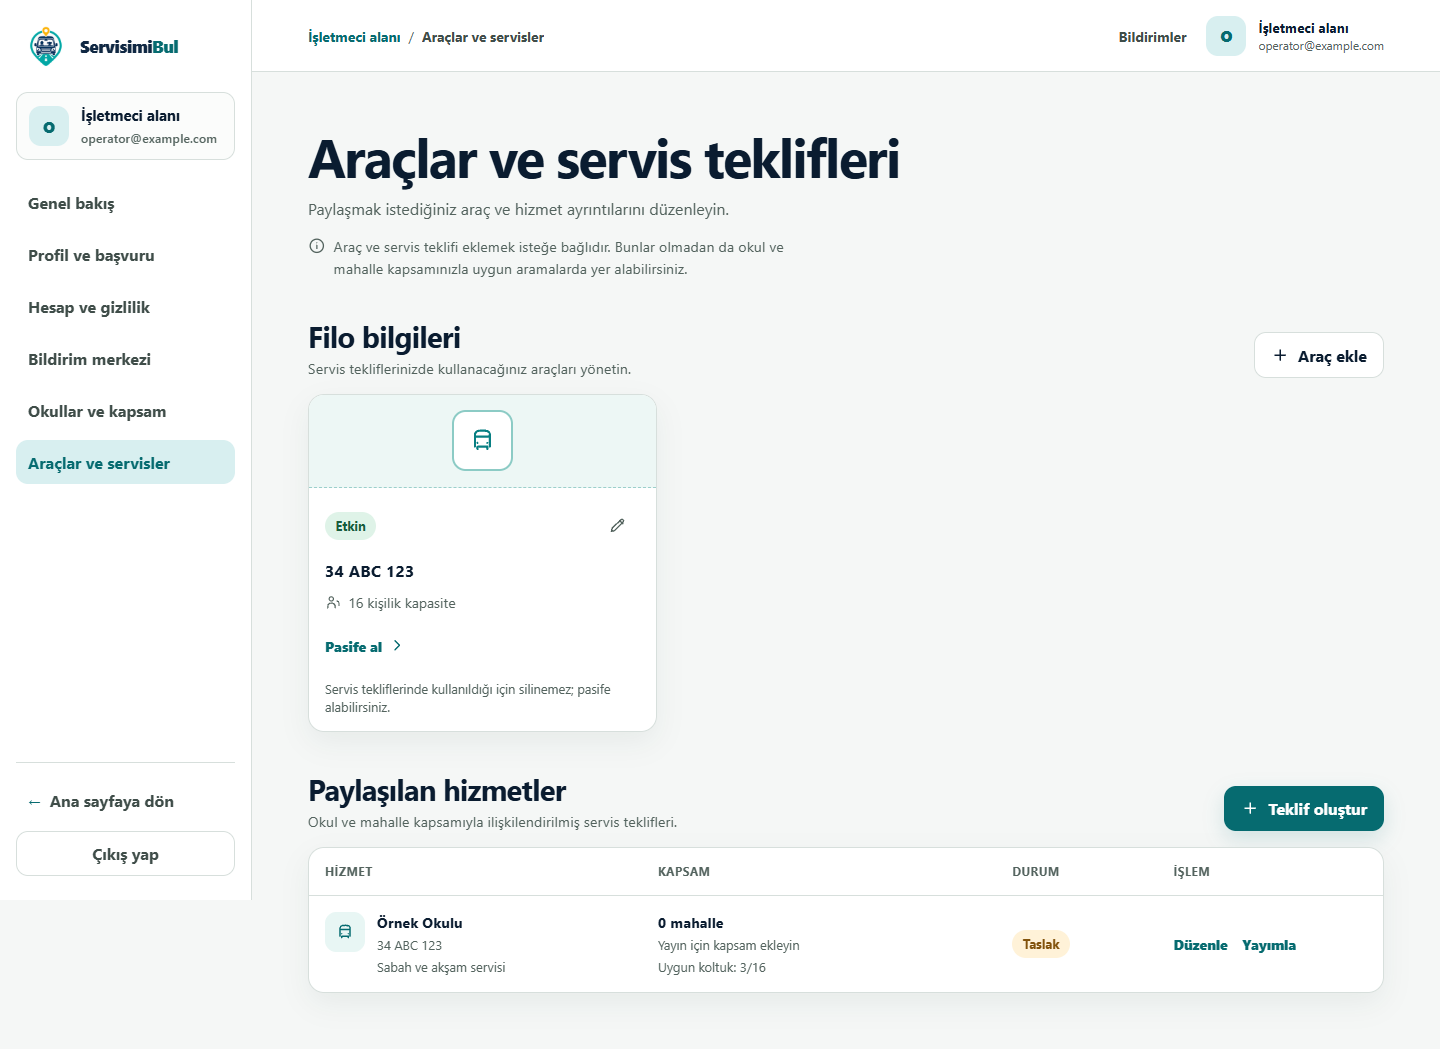 ServisimiBul
İşletmeci alanı
operator@example.com
Genel bakış
Profil ve başvuru
Hesap ve gizlilik
Bildirim merkezi
Okullar ve kapsam
Araçlar ve servisler
← Ana sayfaya dön
Çıkış yap
İşletmeci alanı / Araçlar ve servisler
Bildirimler
O
İşletmeci alanı
operator@example.com
Araçlar ve servis teklifleri
Paylaşmak istediğiniz araç ve hizmet ayrıntılarını düzenleyin.
Araç ve servis teklifi eklemek isteğe bağlıdır. Bunlar olmadan da okul ve
mahalle kapsamınızla uygun aramalarda yer alabilirsiniz.
Filo bilgileri
Servis tekliflerinizde kullanacağınız araçları yönetin.
+ Araç ekle
Etkin
34 ABC 123
16 kişilik kapasite
Pasife al
Servis tekliflerinde kullanıldığı için silinemez; pasife
alabilirsiniz.
Paylaşılan hizmetler
Okul ve mahalle kapsamıyla ilişkilendirilmiş servis teklifleri.
+ Teklif oluştur
HİZMET KAPSAM DURUM İŞLEM
Örnek Okulu
34 ABC 123
Sabah ve akşam servisi
0 mahalle
Yayın için kapsam ekleyin
Uygun koltuk: 3/16
Taslak
Düzenle Yayımla